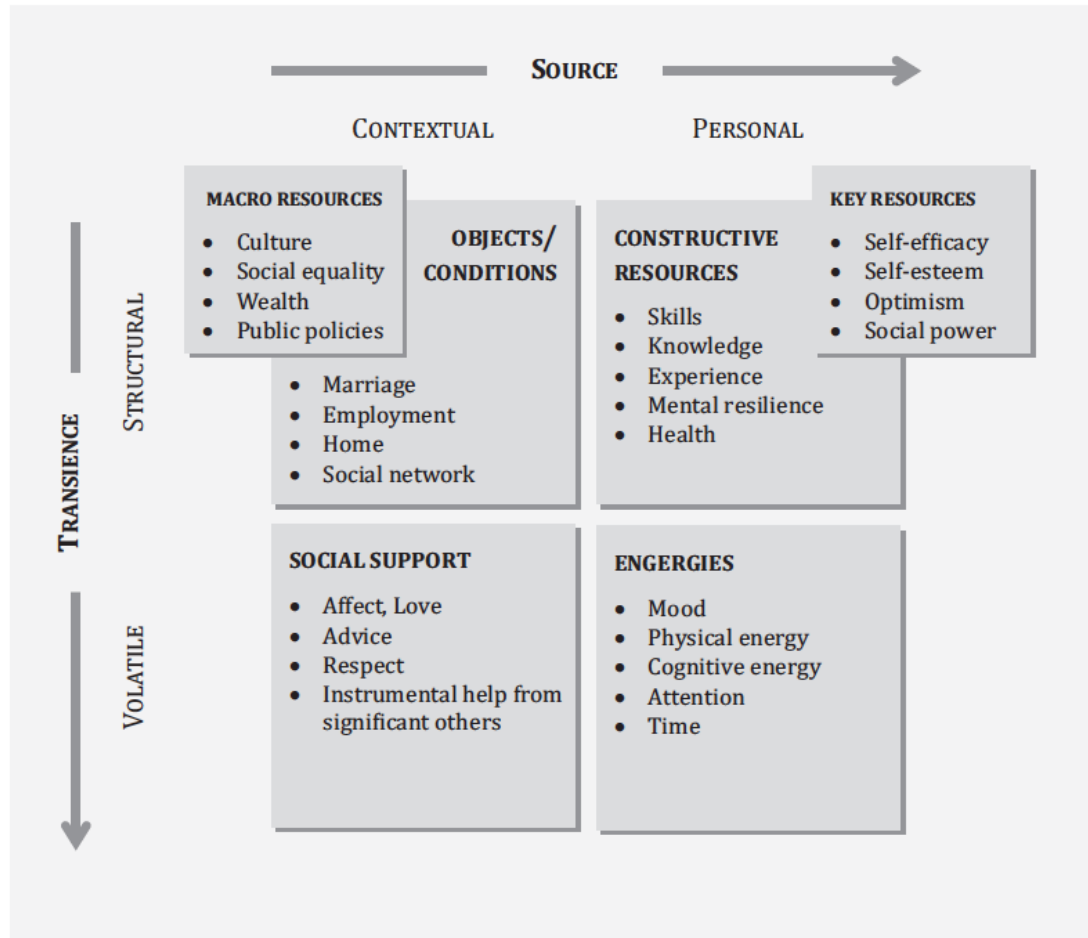 SOURCE
CONTEXTUAL
PERSONAL
TRANSIENCE
STRUCTURAL
VOLATILE
MACRO RESOURCES
• Culture
• Social equality
• Wealth
• Public policies
OBJECTS/
CONDITIONS
• Marriage
• Employment
• Home
• Social network
CONSTRUCTIVE
RESOURCES
• Skills
• Knowledge
• Experience
• Mental resilience
• Health
KEY RESOURCES
• Self-efficacy
• Self-esteem
• Optimism
• Social power
SOCIAL SUPPORT
• Affect, Love
• Advice
• Respect
• Instrumental help from
significant others
ENGERGIES
• Mood
• Physical energy
• Cognitive energy
• Attention
• Time